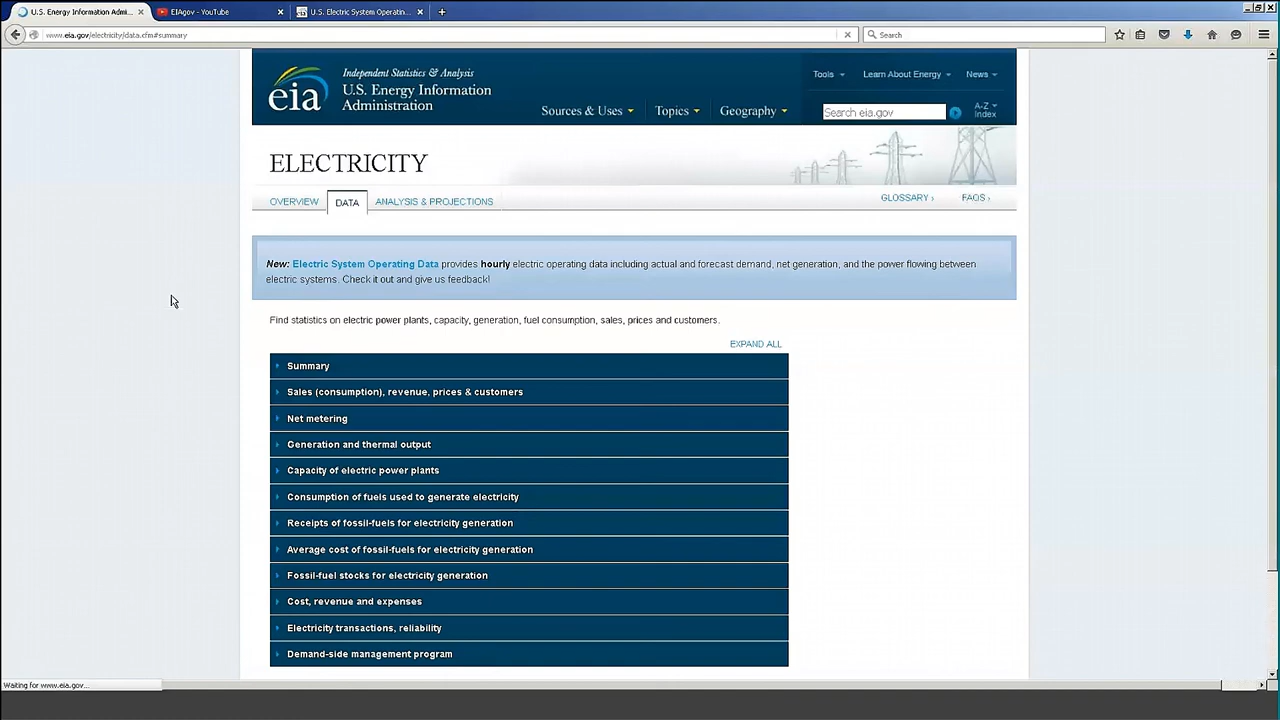 U.S. Energy Information Admi...
EIAgov - YouTube
U.S. Electric System Operatin...
www.eia.gov/electricity/data.cfm#summary
Search
eia
Independent Statistics & Analysis
U.S. Energy Information
Administration
Tools
Learn About Energy
News
Sources & Uses
Topics
Geography
Search eia.gov
A-Z
Index
ELECTRICITY
OVERVIEW
DATA
ANALYSIS & PROJECTIONS
GLOSSARY ›
FAQS ›
New: Electric System Operating Data provides hourly electric operating data including actual and forecast demand, net generation, and the power flowing between
electric systems. Check it out and give us feedback!
Find statistics on electric power plants, capacity, generation, fuel consumption, sales, prices and customers.
EXPAND ALL
Summary
Sales (consumption), revenue, prices & customers
Net metering
Generation and thermal output
Capacity of electric power plants
Consumption of fuels used to generate electricity
Receipts of fossil-fuels for electricity generation
Average cost of fossil-fuels for electricity generation
Fossil-fuel stocks for electricity generation
Cost, revenue and expenses
Electricity transactions, reliability
Demand-side management program
Waiting for www.eia.gov...